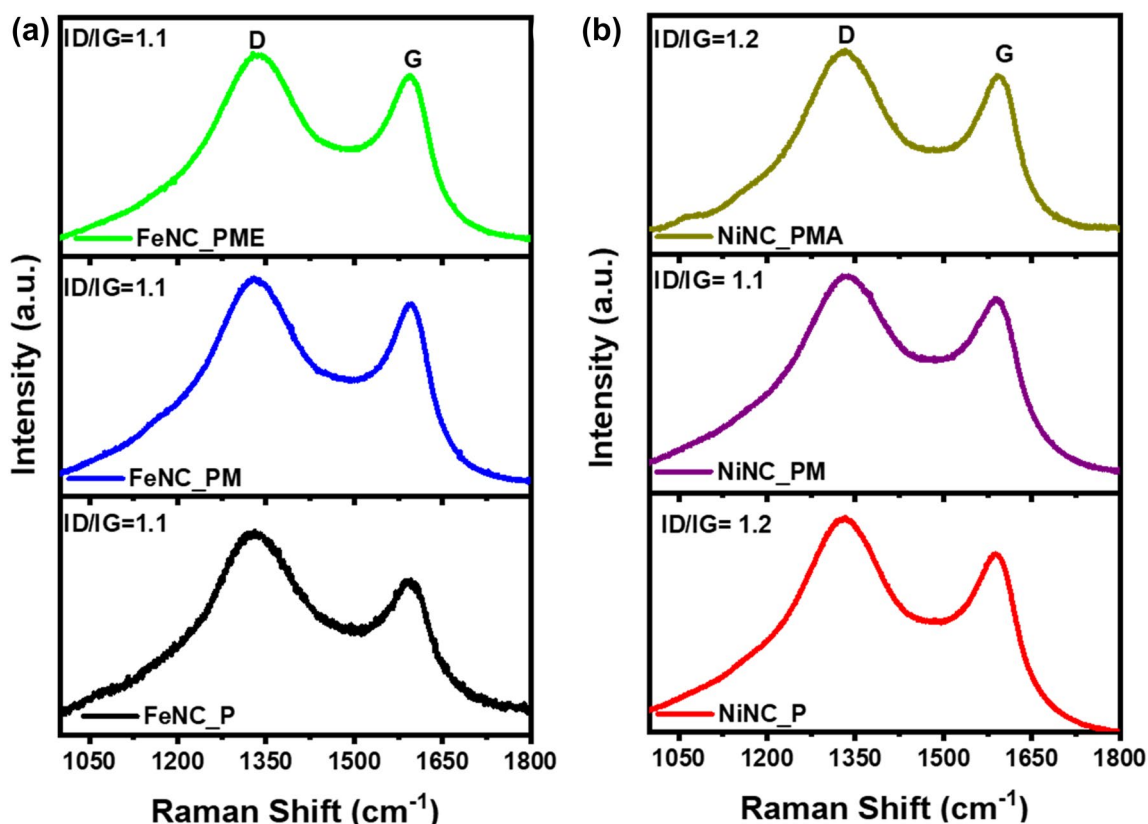 (a)
ID/IG=1.1
D
G
FeNC_PME
ID/IG=1.1
FeNC_PM
ID/IG=1.1
FeNC_P
Intensity (a.u.)
1050 1200 1350 1500 1650 1800
Raman Shift (cm-1)
(b)
ID/IG=1.2
D
G
NiNC_PMA
ID/IG= 1.1
NiNC_PM
ID/IG= 1.2
NiNC_P
Intensity (a.u.)
1050 1200 1350 1500 1650 1800
Raman Shift (cm-1)